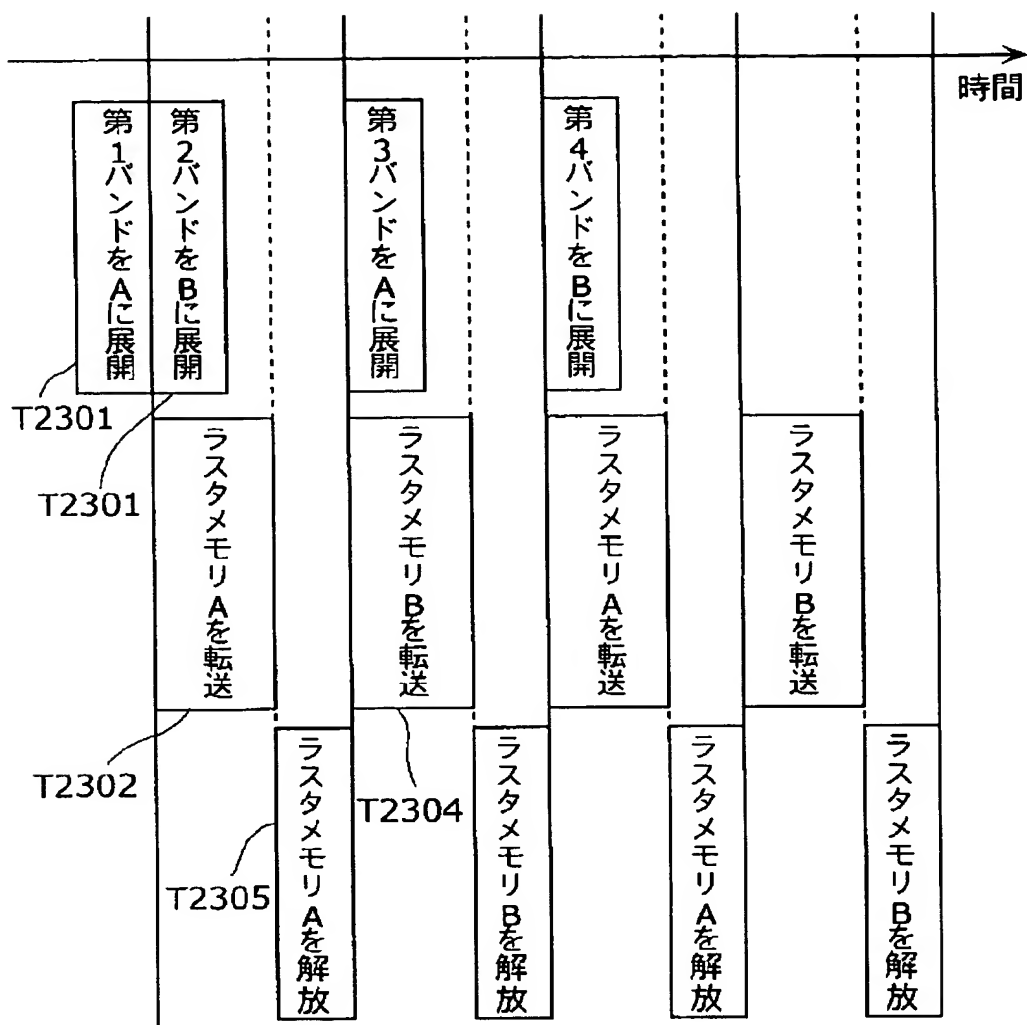 時間
第1バンドをAに展開
第2バンドをBに展開
第3バンドをAに展開
第4バンドをBに展開
T2301
T2301
ラスタメモリAを転送
ラスタメモリBを転送
ラスタメモリAを転送
ラスタメモリBを転送
T2302
T2304
T2305
ラスタメモリAを解放
ラスタメモリBを解放
ラスタメモリAを解放
ラスタメモリBを解放